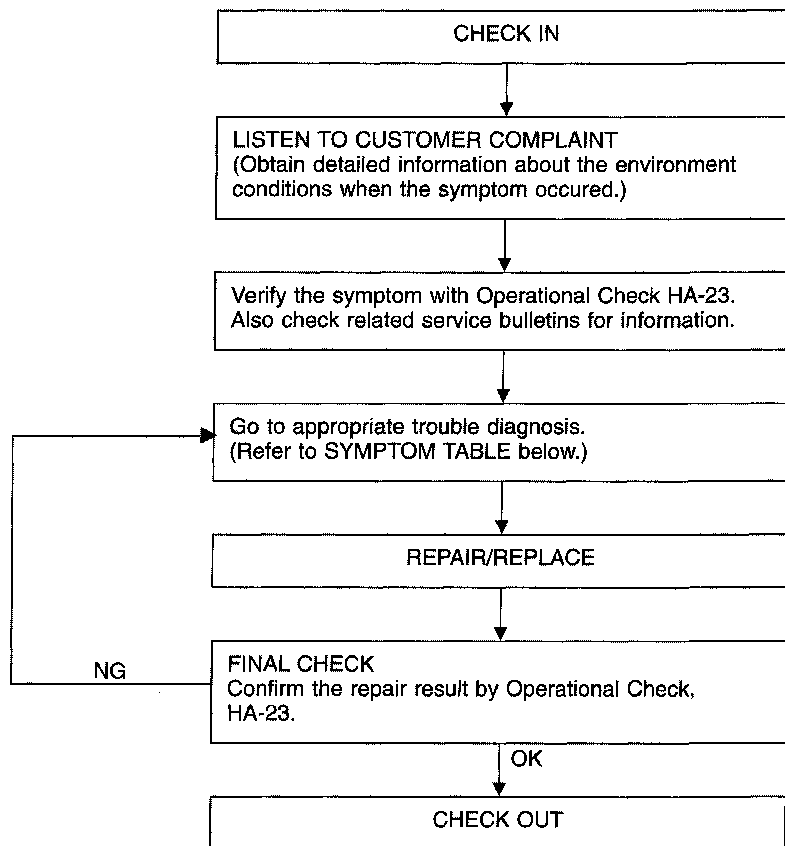 CHECK IN
LISTEN TO CUSTOMER COMPLAINT
(Obtain detailed information about the environment
conditions when the symptom occured.)
Verify the symptom with Operational Check HA-23.
Also check related service bulletins for information.
Go to appropriate trouble diagnosis.
(Refer to SYMPTOM TABLE below.)
REPAIR/REPLACE
NG
FINAL CHECK
Confirm the repair result by Operational Check,
HA-23.
OK
CHECK OUT